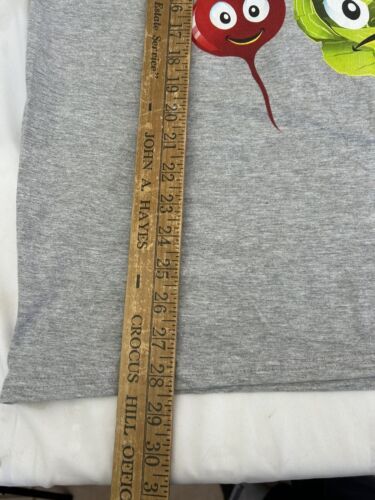 Estate Service" — JOHN A. HAYES — CROCUS HILL OFFIC
16 17 18 19 20 21 22 23 24 25 26 27 28 29 30 3